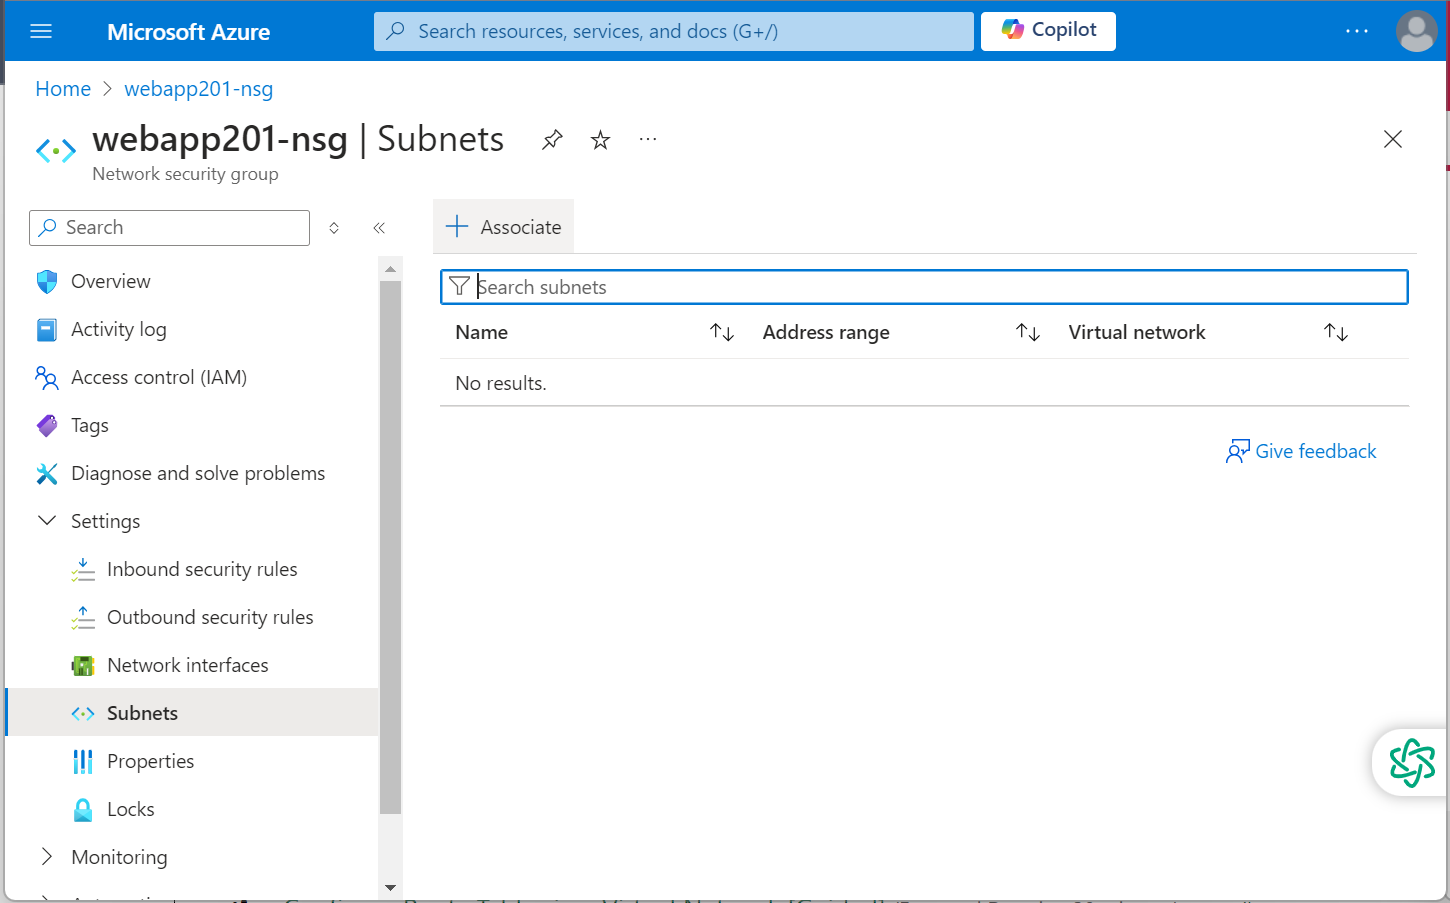 Microsoft Azure
Search resources, services, and docs (G+/)
Copilot
Home > webapp201-nsg
webapp201-nsg | Subnets
Network security group
Search
Overview
Activity log
Access control (IAM)
Tags
Diagnose and solve problems
Settings
Inbound security rules
Outbound security rules
Network interfaces
Subnets
Properties
Locks
Monitoring
+ Associate
Search subnets
Name Address range Virtual network
No results.
Give feedback